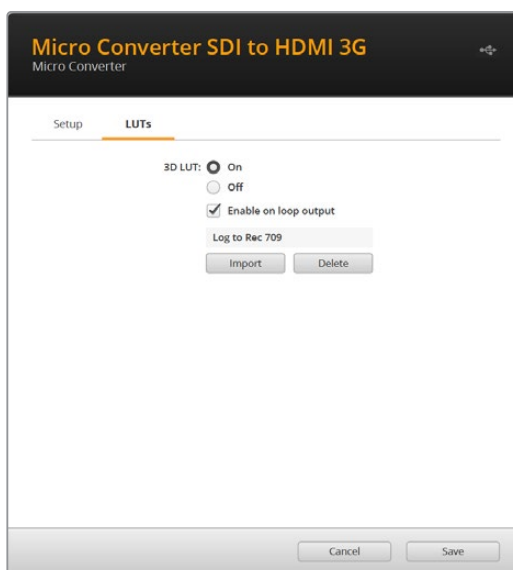 Micro Converter SDI to HDMI 3G
Micro Converter
Setup LUTs
3D LUT: On
Off
Enable on loop output
Log to Rec 709
Import Delete
Cancel Save